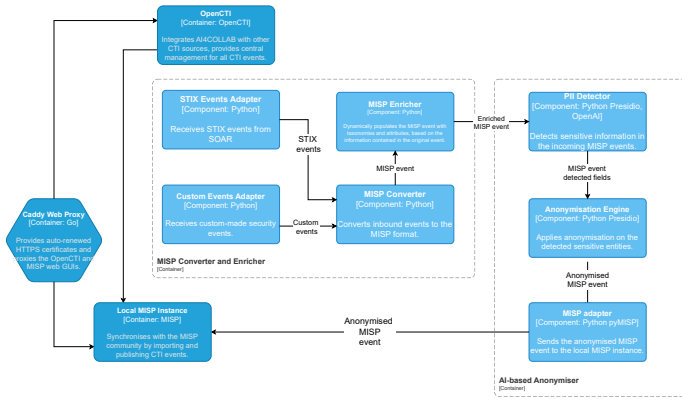 OpenCTI
[Container: OpenCTI]
Integrates AI4COLLAB with other
CTI sources, provides central
management for all CTI events.
STIX Events Adapter
[Component: Python]
Receives STIX events from
SOAR
MISP Enricher
[Component: Python]
Dynamically populates the MISP event with
taxonomies and attributes, based on the
information contained in the original event.
Enriched
MISP event
PII Detector
[Component: Python Presidio,
OpenAI]
Detects sensitive information in
the incoming MISP events.
STIX
events
MISP event
MISP event
detected fields
Custom Events Adapter
[Component: Python]
Receives custom-made security
events.
Custom
events
MISP Converter
[Component: Python]
Converts inbound events to the
MISP format.
Anonymisation Engine
[Component: Python Presidio]
Applies anonymisation on the
detected sensitive entities.
Caddy Web Proxy
[Container: Go]
Provides auto-renewed
HTTPS certificates and
proxies the OpenCTI and
MISP web GUIs.
MISP Converter and Enricher
[Container]
Anonymised
MISP event
Local MISP Instance
[Container: MISP]
Synchronises with the MISP
community by importing and
publishing CTI events.
Anonymised
MISP
event
MISP adapter
[Component: Python pyMISP]
Sends the anonymised MISP
event to the local MISP instance.
AI-based Anonymiser
[Container]